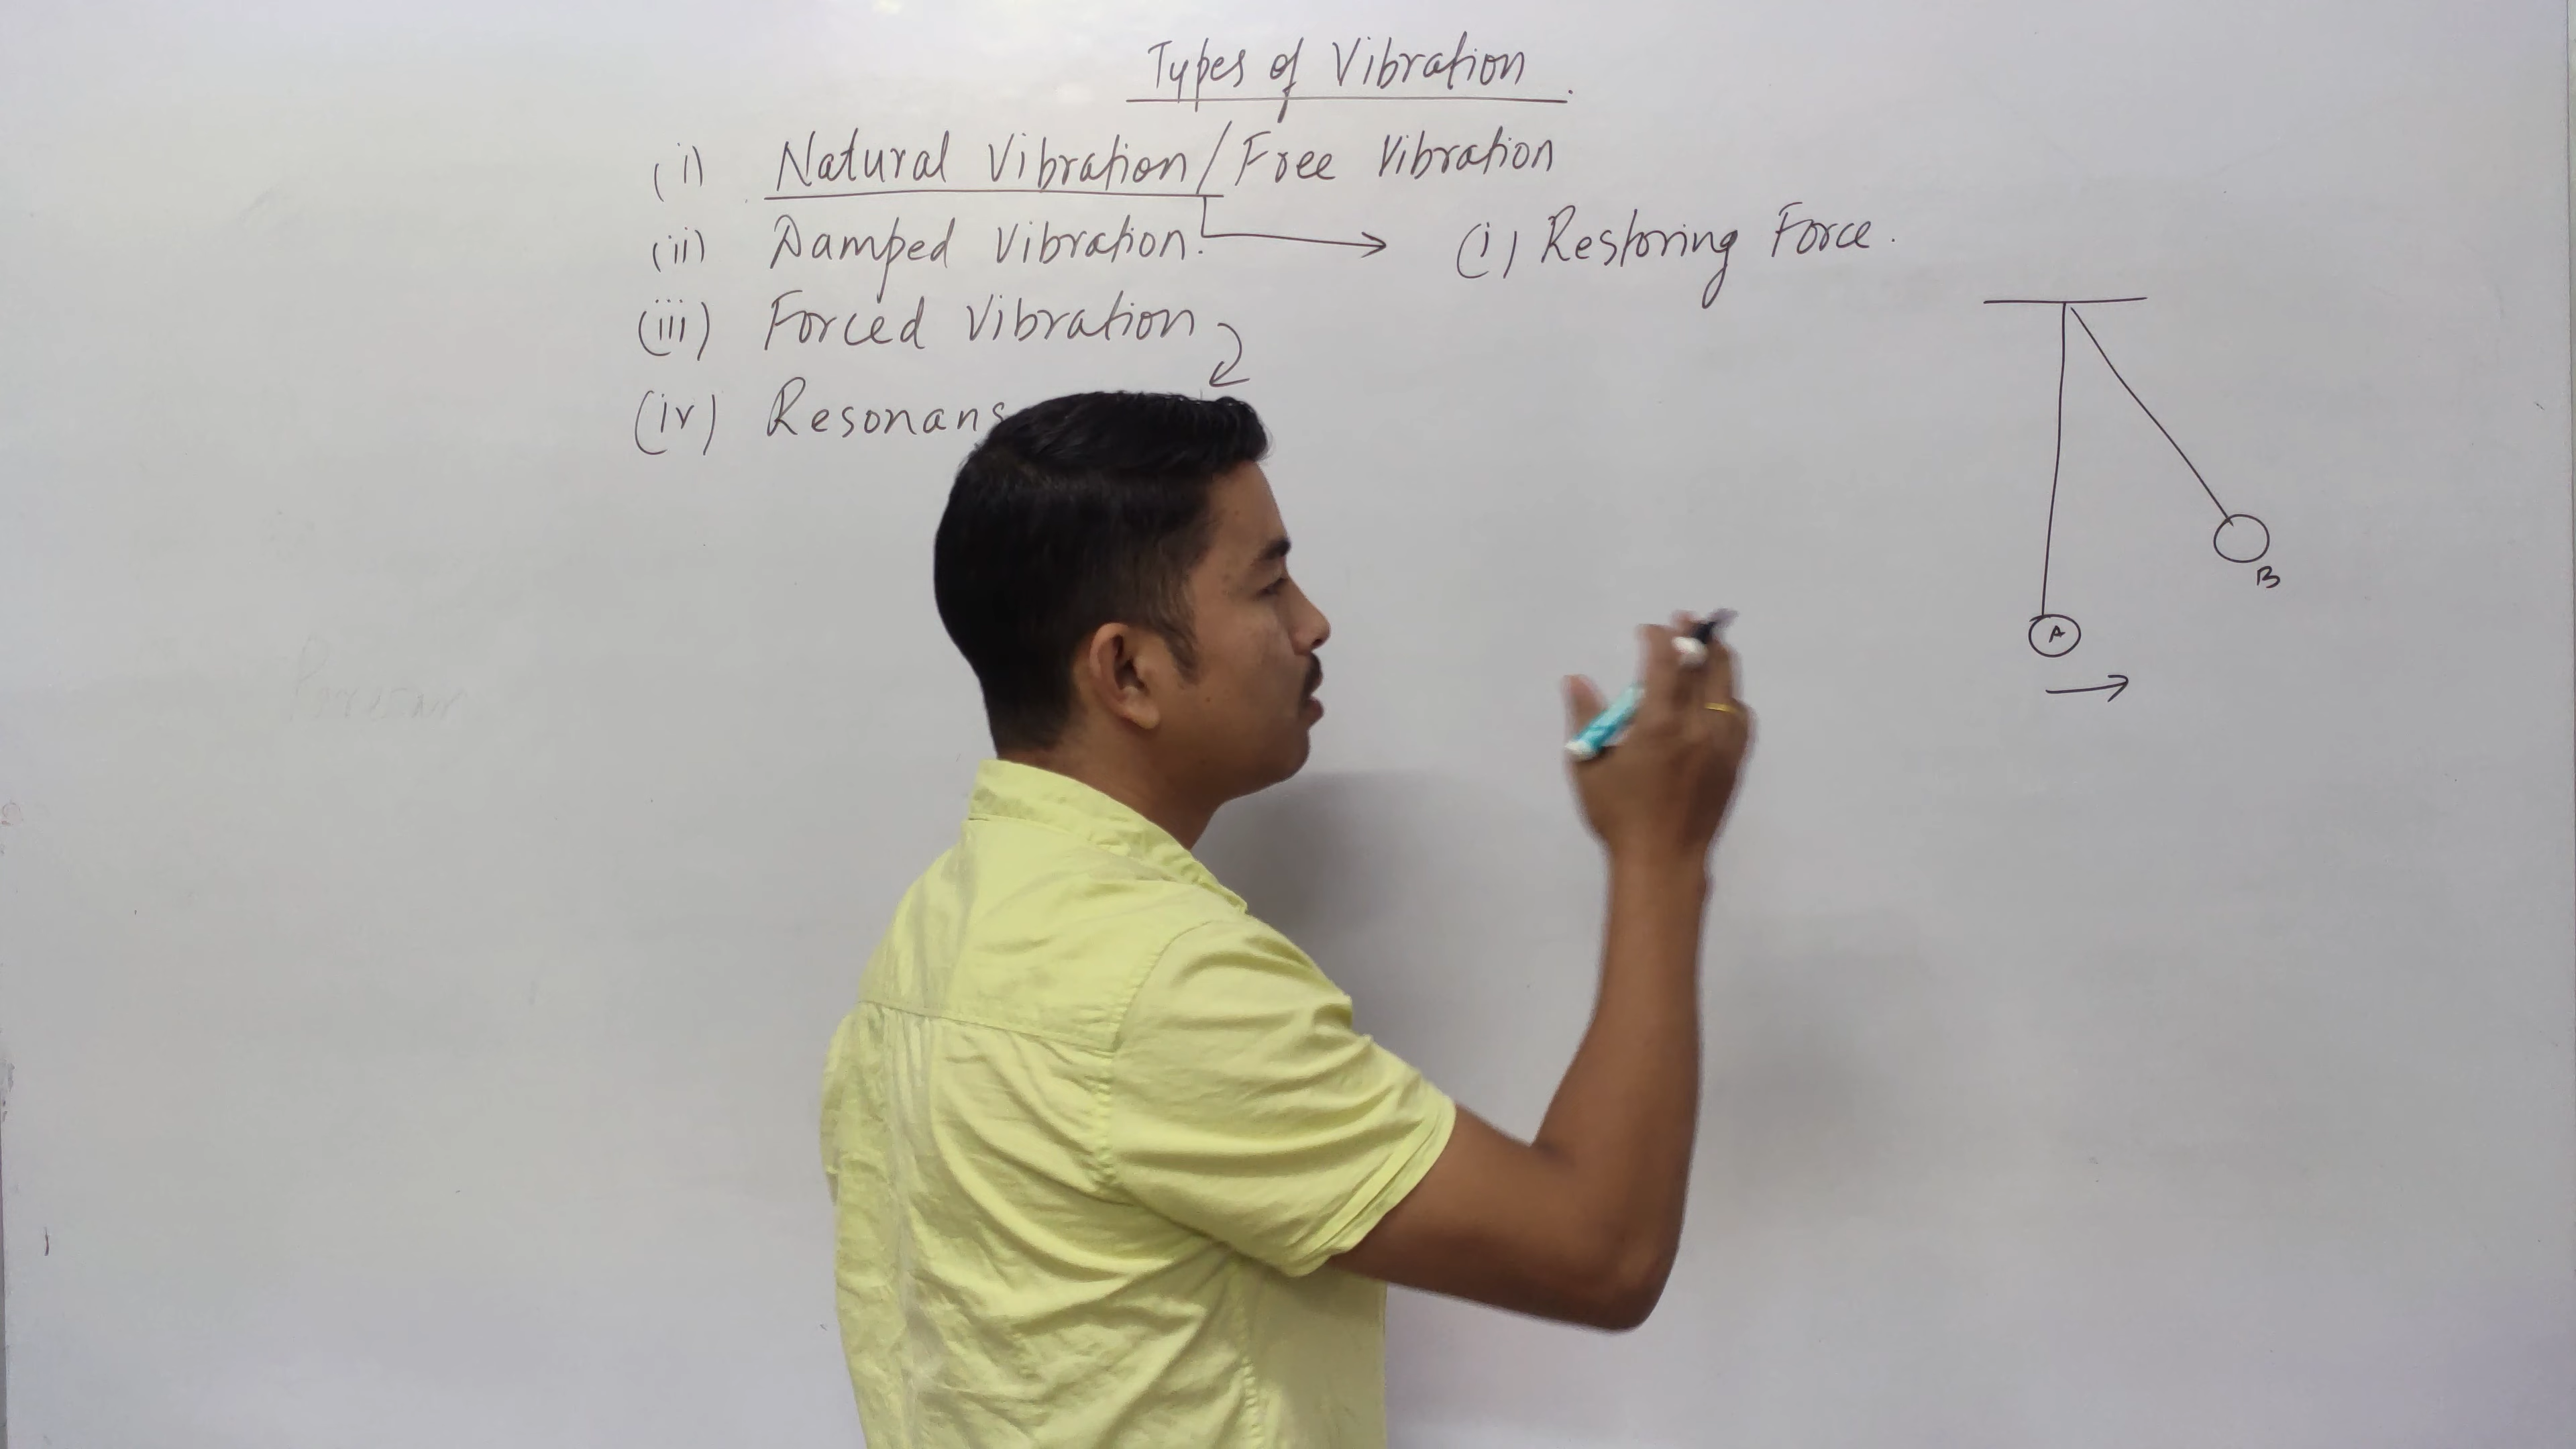 Types of Vibration.
(i) Natural Vibration / Free Vibration
(ii) Damped Vibration.
(i) Restoring Force.
(iii) Forced Vibration
(iv) Resonans
B
A